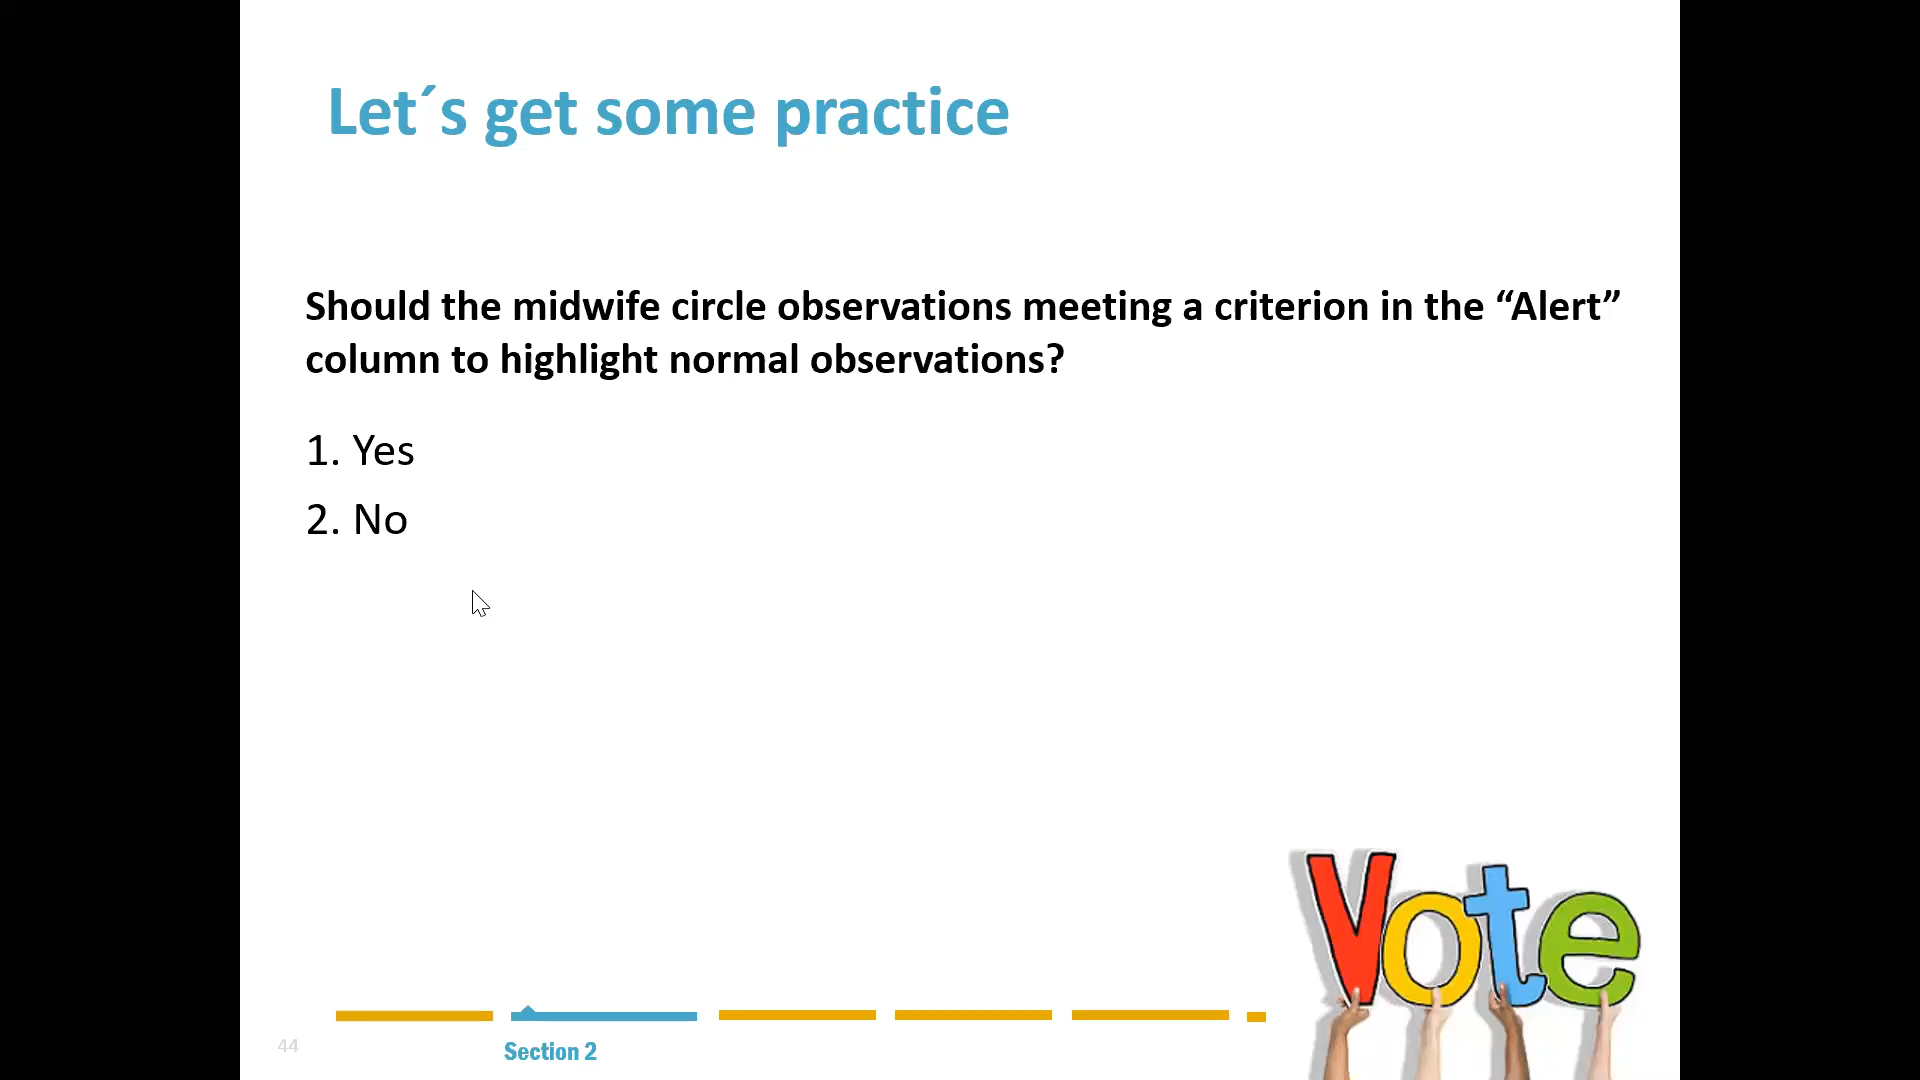 Let´s get some practice
Should the midwife circle observations meeting a criterion in the “Alert”
column to highlight normal observations?
1. Yes
2. No
Vote
44
Section 2